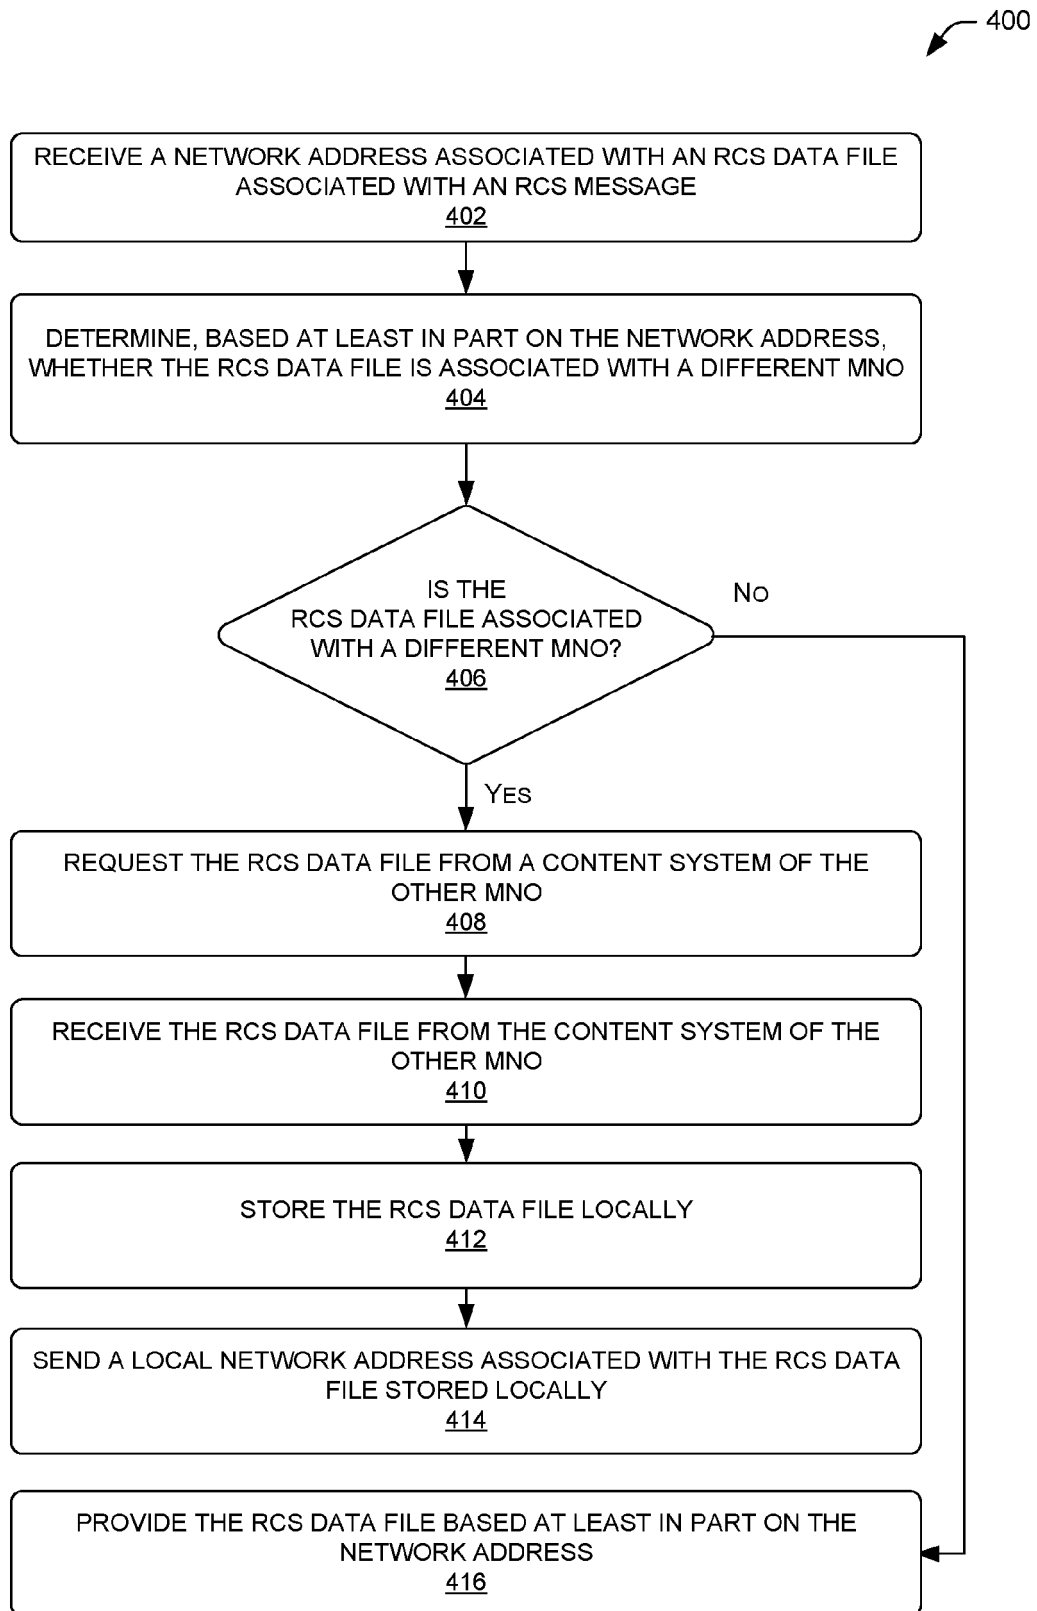 400
RECEIVE A NETWORK ADDRESS ASSOCIATED WITH AN RCS DATA FILE
ASSOCIATED WITH AN RCS MESSAGE
402
DETERMINE, BASED AT LEAST IN PART ON THE NETWORK ADDRESS,
WHETHER THE RCS DATA FILE IS ASSOCIATED WITH A DIFFERENT MNO
404
IS THE
RCS DATA FILE ASSOCIATED
WITH A DIFFERENT MNO?
406
NO
YES
REQUEST THE RCS DATA FILE FROM A CONTENT SYSTEM OF THE
OTHER MNO
408
RECEIVE THE RCS DATA FILE FROM THE CONTENT SYSTEM OF THE
OTHER MNO
410
STORE THE RCS DATA FILE LOCALLY
412
SEND A LOCAL NETWORK ADDRESS ASSOCIATED WITH THE RCS DATA
FILE STORED LOCALLY
414
PROVIDE THE RCS DATA FILE BASED AT LEAST IN PART ON THE
NETWORK ADDRESS
416